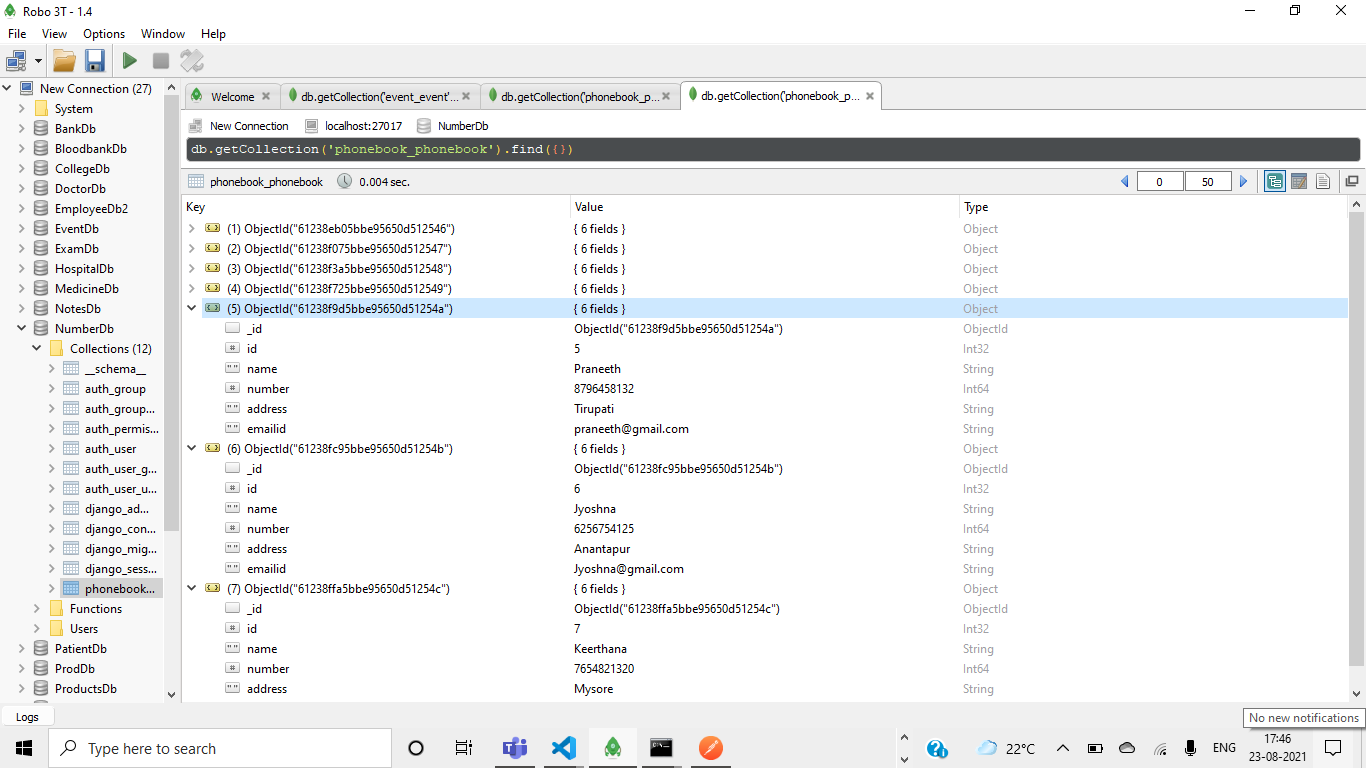 Robo 3T - 1.4
File View Options Window Help
New Connection (27)
System
BankDb
BloodbankDb
CollegeDb
DoctorDb
EmployeeDb2
EventDb
ExamDb
HospitalDb
MedicineDb
NotesDb
NumberDb
Collections (12)
__schema__
auth_group
auth_group...
auth_permis...
auth_user
auth_user_g...
auth_user_u...
django_ad...
django_con...
django_mig...
django_sess...
phonebook...
Functions
Users
PatientDb
ProdDb
ProductsDb
Welcome db.getCollection('event_event'... db.getCollection('phonebook_p... db.getCollection('phonebook_p...
New Connection localhost:27017 NumberDb
db.getCollection('phonebook_phonebook').find({})
phonebook_phonebook 0.004 sec. 0 50
Key Value Type
(1) ObjectId("61238eb05bbe95650d512546") { 6 fields } Object
(2) ObjectId("61238f075bbe95650d512547") { 6 fields } Object
(3) ObjectId("61238f3a5bbe95650d512548") { 6 fields } Object
(4) ObjectId("61238f725bbe95650d512549") { 6 fields } Object
(5) ObjectId("61238f9d5bbe95650d51254a") { 6 fields } Object
_id ObjectId("61238f9d5bbe95650d51254a") ObjectId
# id 5 Int32
"" name Praneeth String
# number 8796458132 Int64
"" address Tirupati String
"" emailid praneeth@gmail.com String
(6) ObjectId("61238fc95bbe95650d51254b") { 6 fields } Object
_id ObjectId("61238fc95bbe95650d51254b") ObjectId
# id 6 Int32
"" name Jyoshna String
# number 6256754125 Int64
"" address Anantapur String
"" emailid Jyoshna@gmail.com String
(7) ObjectId("61238ffa5bbe95650d51254c") { 6 fields } Object
_id ObjectId("61238ffa5bbe95650d51254c") ObjectId
# id 7 Int32
"" name Keerthana String
# number 7654821320 Int64
"" address Mysore String
Logs
No new notifications
Type here to search
22°C ENG
17:46
23-08-2021